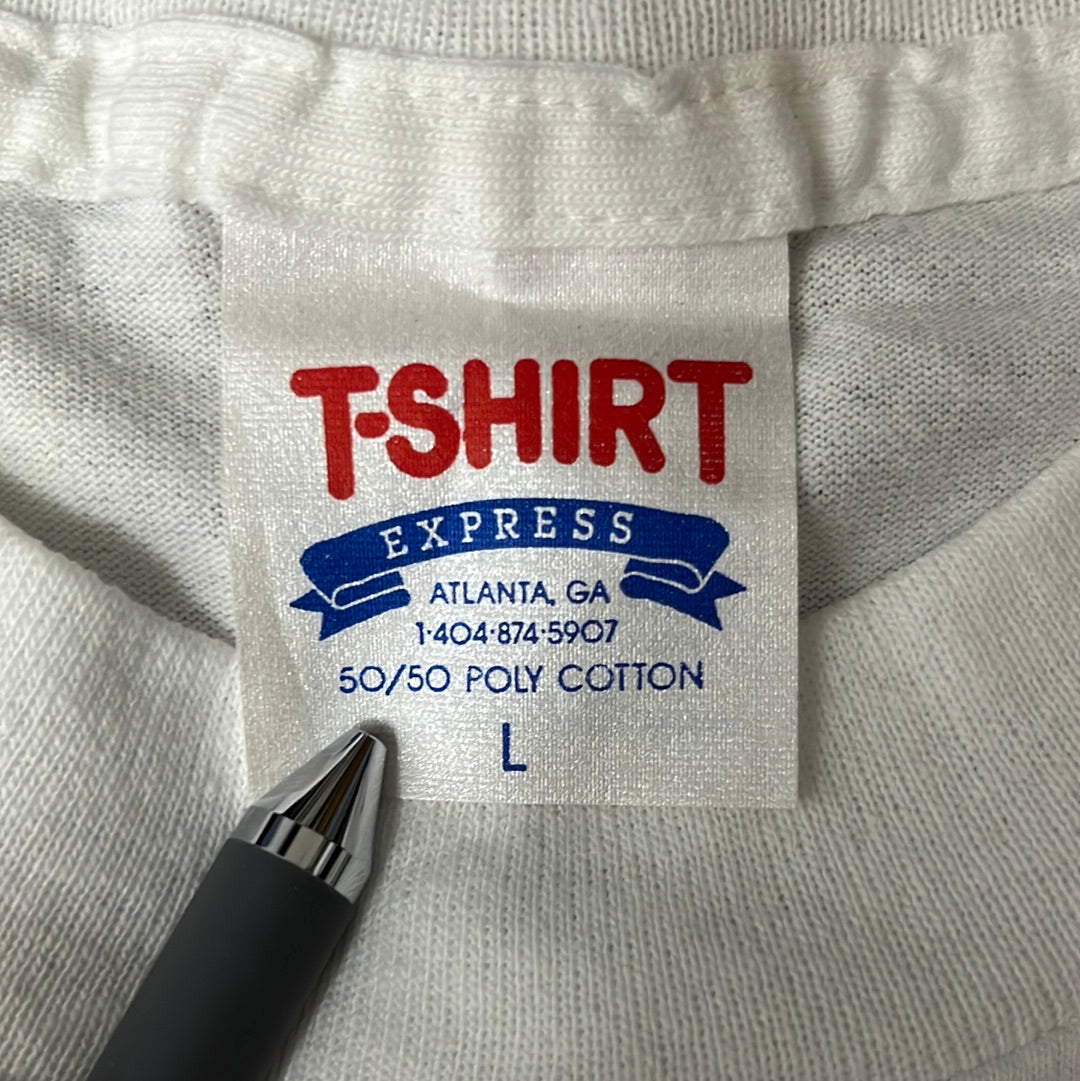 T-SHIRT
EXPRESS
ATLANTA, GA
1·404·874·5907
50/50 POLY COTTON
L